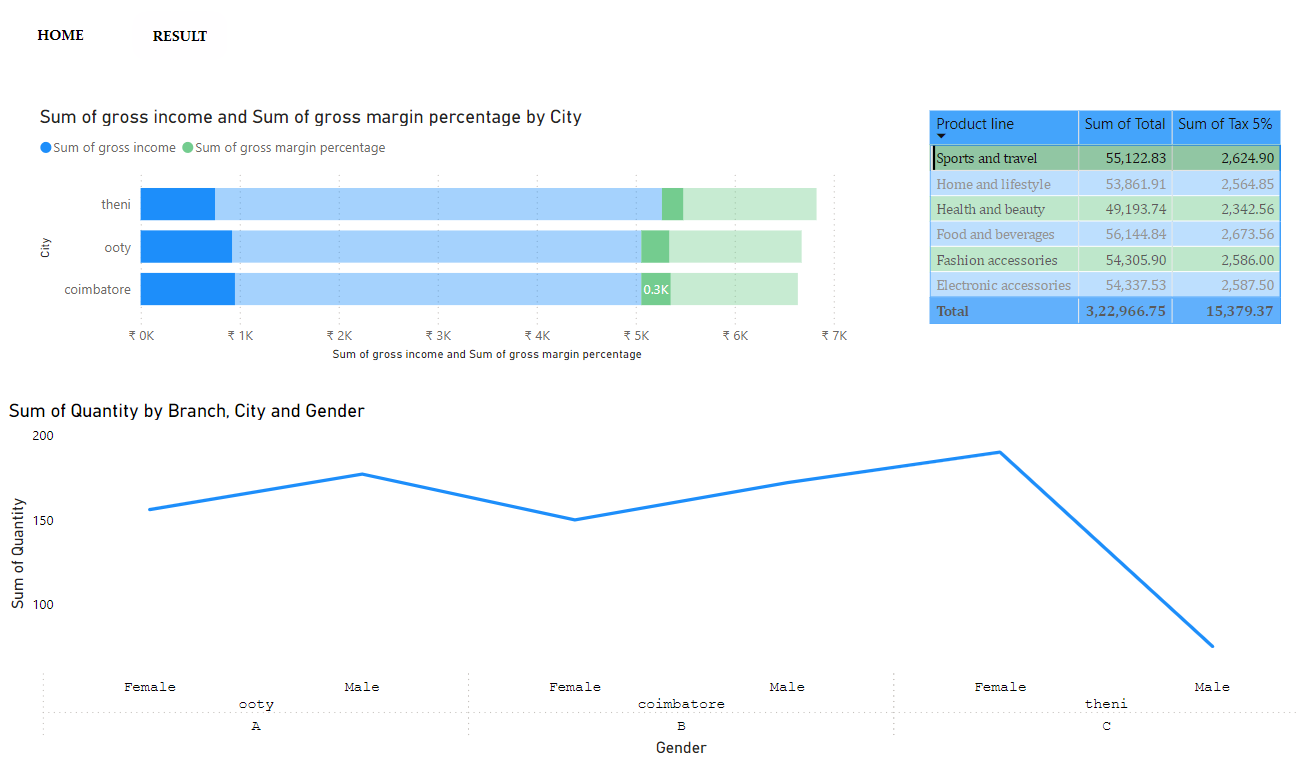 HOME RESULT
Sum of gross income and Sum of gross margin percentage by City
Sum of gross income Sum of gross margin percentage
City
theni
ooty
coimbatore
0.3K
₹ 0K ₹ 1K ₹ 2K ₹ 3K ₹ 4K ₹ 5K ₹ 6K ₹ 7K
Sum of gross income and Sum of gross margin percentage
Product line Sum of Total Sum of Tax 5%
Sports and travel 55,122.83 2,624.90
Home and lifestyle 53,861.91 2,564.85
Health and beauty 49,193.74 2,342.56
Food and beverages 56,144.84 2,673.56
Fashion accessories 54,305.90 2,586.00
Electronic accessories 54,337.53 2,587.50
Total 3,22,966.75 15,379.37
Sum of Quantity by Branch, City and Gender
Sum of Quantity
200
150
100
Female Male Female Male Female Male
ooty coimbatore theni
A B C
Gender